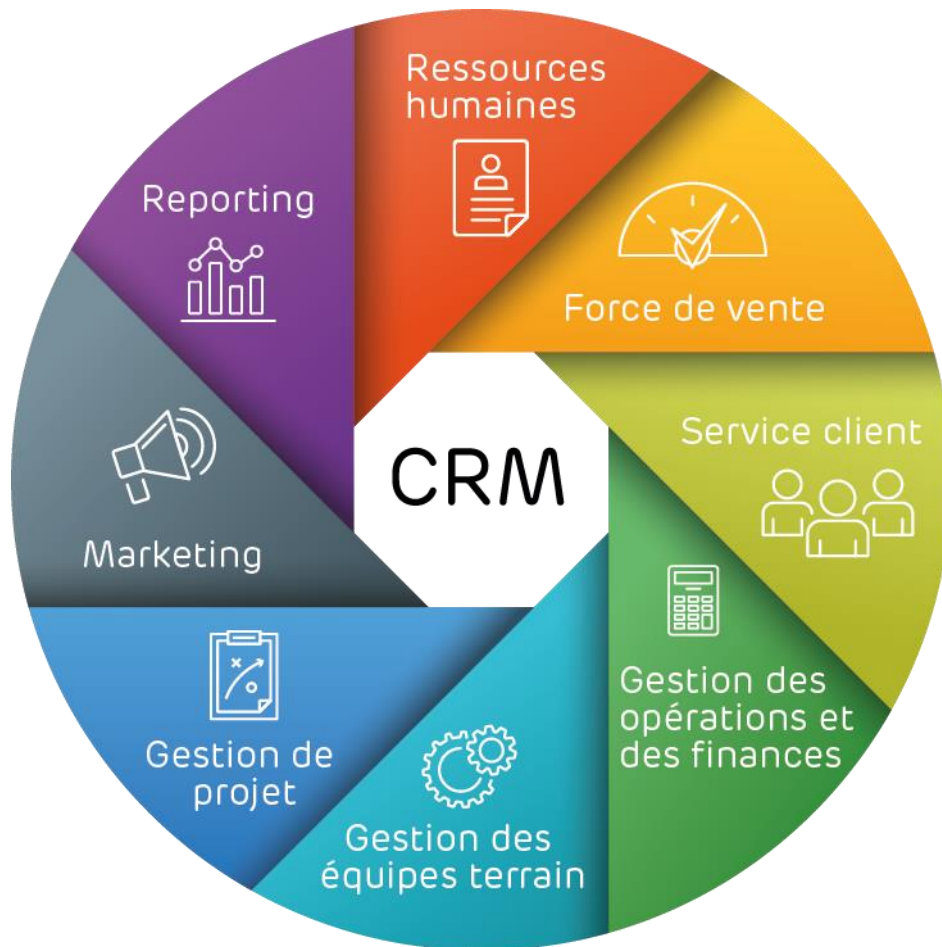 Ressources
humaines
Force de vente
Service client
Gestion des
opérations et
des finances
Gestion des
équipes terrain
Gestion de
projet
Marketing
Reporting
CRM